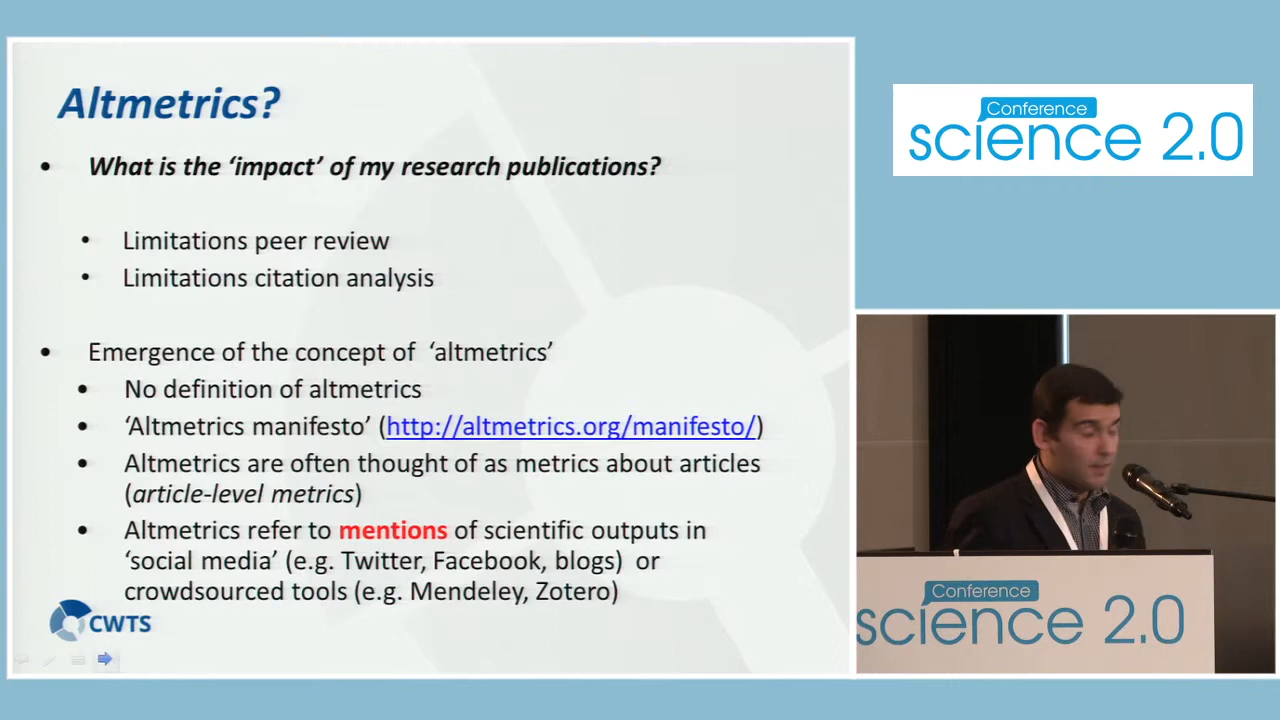 Altmetrics?
• What is the ‘impact’ of my research publications?
• Limitations peer review
• Limitations citation analysis
• Emergence of the concept of ‘altmetrics’
• No definition of altmetrics
• ‘Altmetrics manifesto’ (http://altmetrics.org/manifesto/)
• Altmetrics are often thought of as metrics about articles
(article-level metrics)
• Altmetrics refer to mentions of scientific outputs in
‘social media’ (e.g. Twitter, Facebook, blogs) or
crowdsourced tools (e.g. Mendeley, Zotero)
CWTS
Conference
science 2.0
Conference
science 2.0